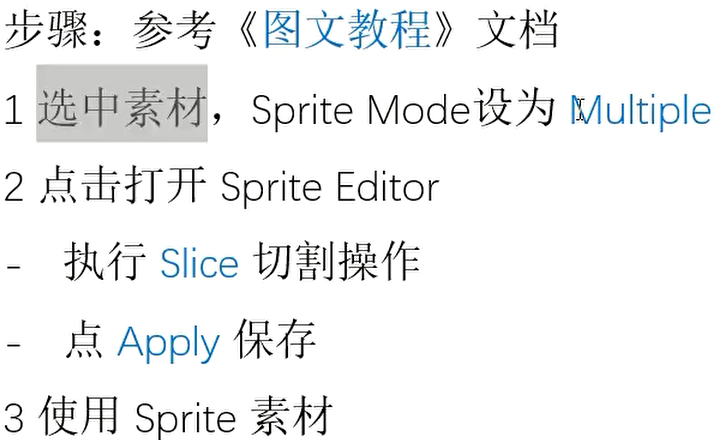 步骤：参考《图文教程》文档
1 选中素材，Sprite Mode设为 Multiple
2 点击打开 Sprite Editor
- 执行 Slice 切割操作
- 点 Apply 保存
3 使用 Sprite 素材